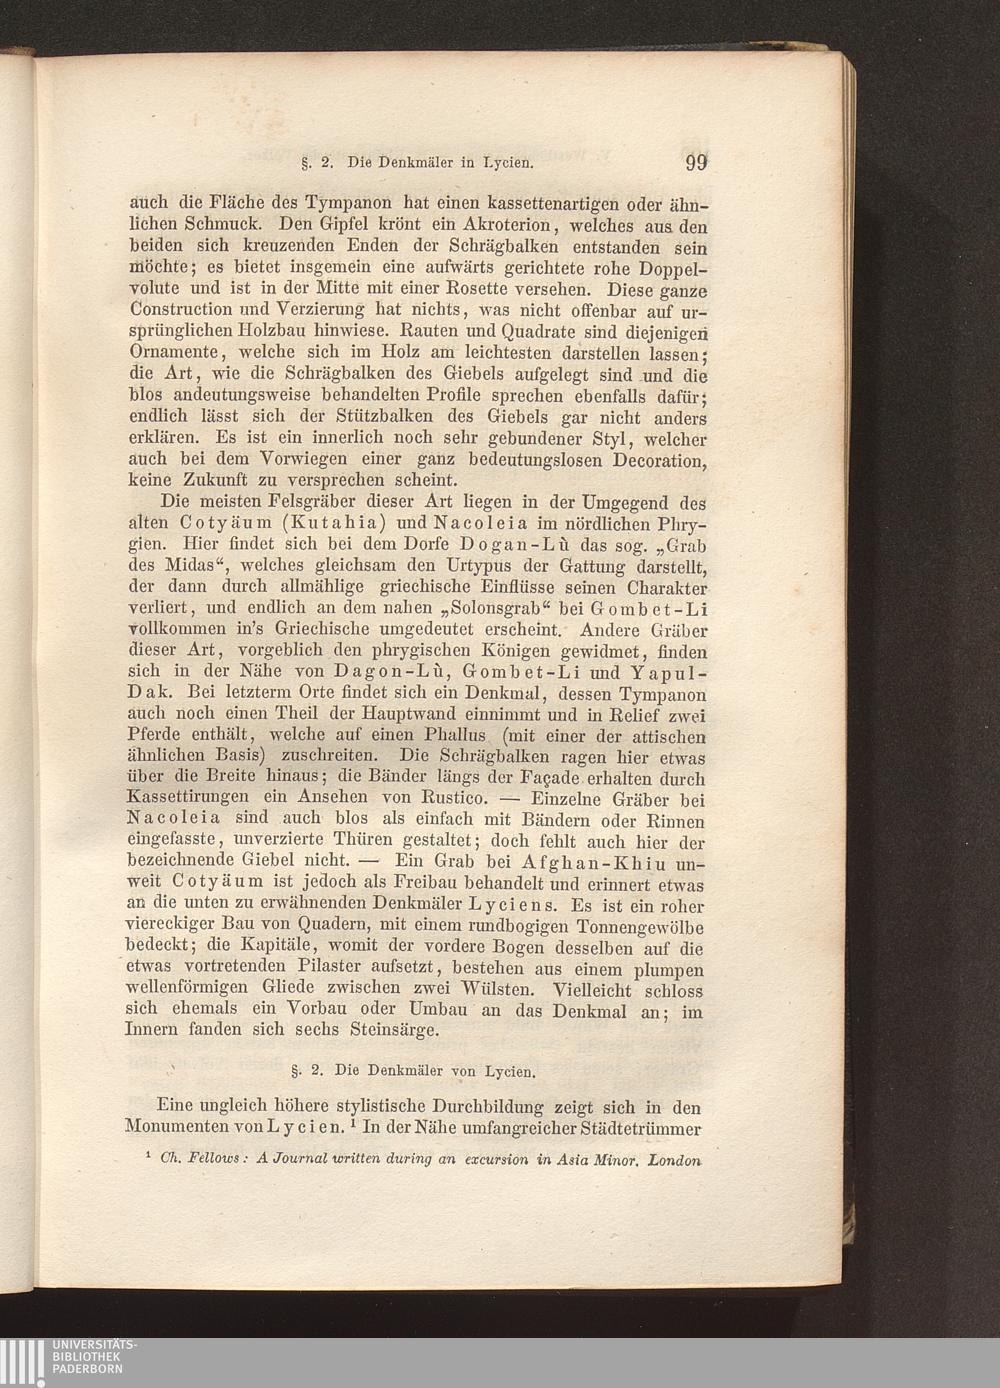 §. 2. Die Denkmäler in Lycien. 99
auch die Fläche des Tympanon hat einen kassettenartigen oder ähn-
lichen Schmuck. Den Gipfel krönt ein Akroterion, welches aus den
beiden sich kreuzenden Enden der Schrägbalken entstanden sein
möchte; es bietet insgemein eine aufwärts gerichtete rohe Doppel-
volute und ist in der Mitte mit einer Rosette versehen. Diese ganze
Construction und Verzierung hat nichts, was nicht offenbar auf ur-
sprünglichen Holzbau hinwiese. Rauten und Quadrate sind diejenigen
Ornamente, welche sich im Holz am leichtesten darstellen lassen;
die Art, wie die Schrägbalken des Giebels aufgelegt sind und die
blos andeutungsweise behandelten Profile sprechen ebenfalls dafür;
endlich lässt sich der Stützbalken des Giebels gar nicht anders
erklären. Es ist ein innerlich noch sehr gebundener Styl, welcher
auch bei dem Vorwiegen einer ganz bedeutungslosen Decoration,
keine Zukunft zu versprechen scheint.
Die meisten Felsgräber dieser Art liegen in der Umgegend des
alten Cotyäum (Kutahia) und Nacoleia im nördlichen Phry-
gien. Hier findet sich bei dem Dorfe Dogan-Lù das sog. „Grab
des Midas“, welches gleichsam den Urtypus der Gattung darstellt,
der dann durch allmählige griechische Einflüsse seinen Charakter
verliert, und endlich an dem nahen „Solonsgrab“ bei Gombet-Li
vollkommen in's Griechische umgedeutet erscheint. Andere Gräber
dieser Art, vorgeblich den phrygischen Königen gewidmet, finden
sich in der Nähe von Dagon-Lù, Gombet-Li und Yapul-
Dak. Bei letzterm Orte findet sich ein Denkmal, dessen Tympanon
auch noch einen Theil der Hauptwand einnimmt und in Relief zwei
Pferde enthält, welche auf einen Phallus (mit einer der attischen
ähnlichen Basis) zuschreiten. Die Schrägbalken ragen hier etwas
über die Breite hinaus; die Bänder längs der Façade erhalten durch
Kassettirungen ein Ansehen von Rustico. — Einzelne Gräber bei
Nacoleia sind auch blos als einfach mit Bändern oder Rinnen
eingefasste, unverzierte Thüren gestaltet; doch fehlt auch hier der
bezeichnende Giebel nicht. — Ein Grab bei Afghan-Khiu un-
weit Cotyäum ist jedoch als Freibau behandelt und erinnert etwas
an die unten zu erwähnenden Denkmäler Lyciens. Es ist ein roher
viereckiger Bau von Quadern, mit einem rundbogigen Tonnengewölbe
bedeckt; die Kapitäle, womit der vordere Bogen desselben auf die
etwas vortretenden Pilaster aufsetzt, bestehen aus einem plumpen
wellenförmigen Gliede zwischen zwei Wülsten. Vielleicht schloss
sich ehemals ein Vorbau oder Umbau an das Denkmal an; im
Innern fanden sich sechs Steinsärge.
§. 2. Die Denkmäler von Lycien.
Eine ungleich höhere stylistische Durchbildung zeigt sich in den
Monumenten von Lycien. ¹ In der Nähe umfangreicher Städtetrümmer
¹ Ch. Fellows: A Journal written during an excursion in Asia Minor. London
UNIVERSITÄTS-
BIBLIOTHEK
PADERBORN